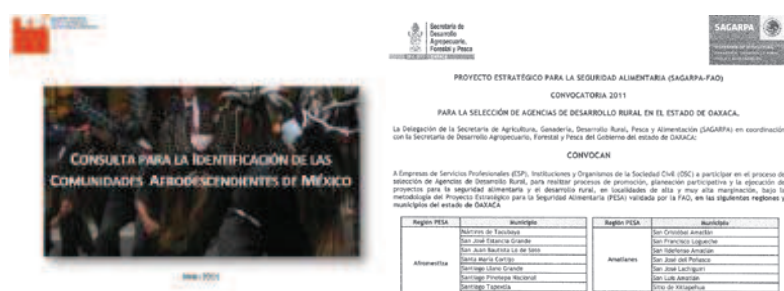 CONSULTA PARA LA IDENTIFICACIÓN DE LAS
COMUNIDADES AFRODESCENDIENTES DE MÉXICO
Secretaría de
Desarrollo
Agropecuario,
Forestal y Pesca
SAGARPA
PROYECTO ESTRATÉGICO PARA LA SEGURIDAD ALIMENTARIA (SAGARPA-FAO)
CONVOCATORIA 2011
PARA LA SELECCIÓN DE AGENCIAS DE DESARROLLO RURAL EN EL ESTADO DE OAXACA.
La Delegación de la Secretaría de Agricultura, Ganadería, Desarrollo Rural, Pesca y Alimentación (SAGARPA) en coordinación
con la Secretaría de Desarrollo Agropecuario, Forestal y Pesca del Gobierno del estado de OAXACA:
CONVOCAN
A Empresas de Servicios Profesionales (ESP), Instituciones y Organismos de la Sociedad Civil (OSC) a participar en el proceso de
selección de Agencias de Desarrollo Rural, para realizar procesos de promoción, planeación participativa y la ejecución de
proyectos para la seguridad alimentaria y el desarrollo rural, en localidades de alta y muy alta marginación, bajo la
metodología del Proyecto Estratégico para la Seguridad Alimentaria (PESA) validada por la FAO, en las siguientes regiones y
municipios del estado de OAXACA
Región PESA Municipio
Afromestiza
Mártires de Tacubaya
San José Estancia Grande
San Juan Bautista Lo de Soto
Santa María Cortijo
Santiago Llano Grande
Santiago Pinotepa Nacional
Santiago Tapextla
Región PESA Municipio
Amatlanes
San Cristóbal Amatlán
San Francisco Logueche
San Ildefonso Amatlán
San José del Peñasco
San José Lachiguiri
San Luis Amatlán
Sitio de Xitlapehua